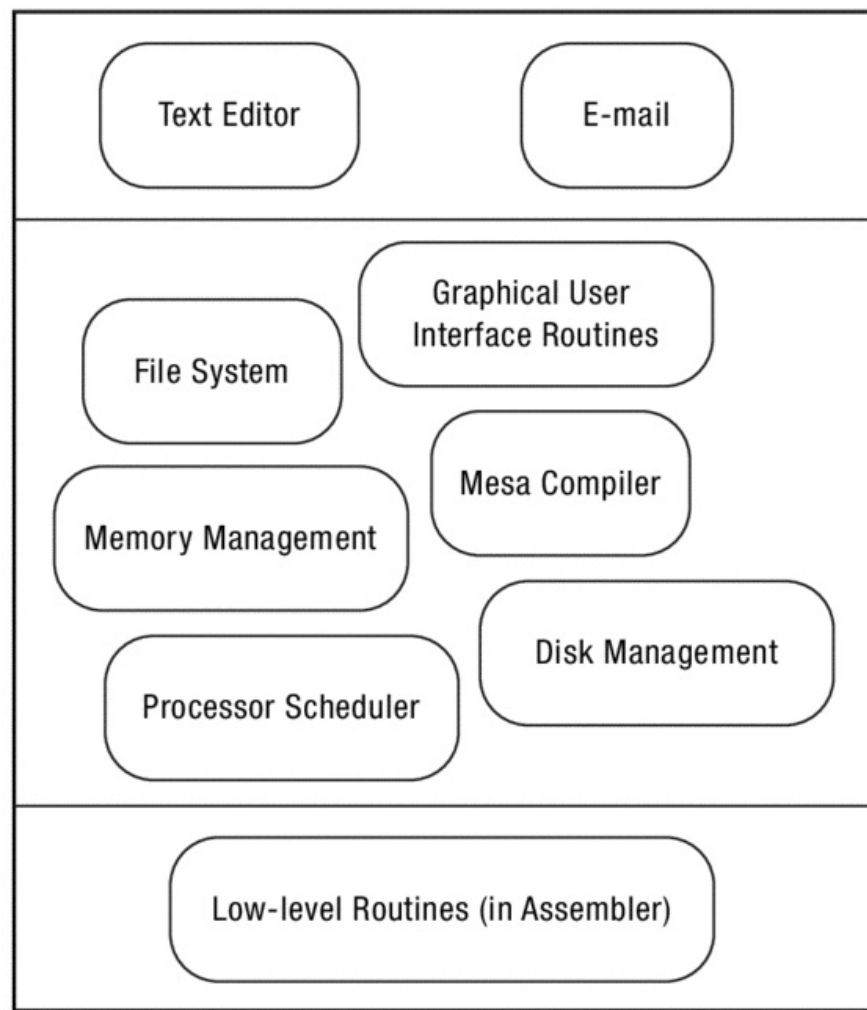 Text Editor
E-mail
Graphical User
Interface Routines
File System
Mesa Compiler
Memory Management
Disk Management
Processor Scheduler
Low-level Routines (in Assembler)